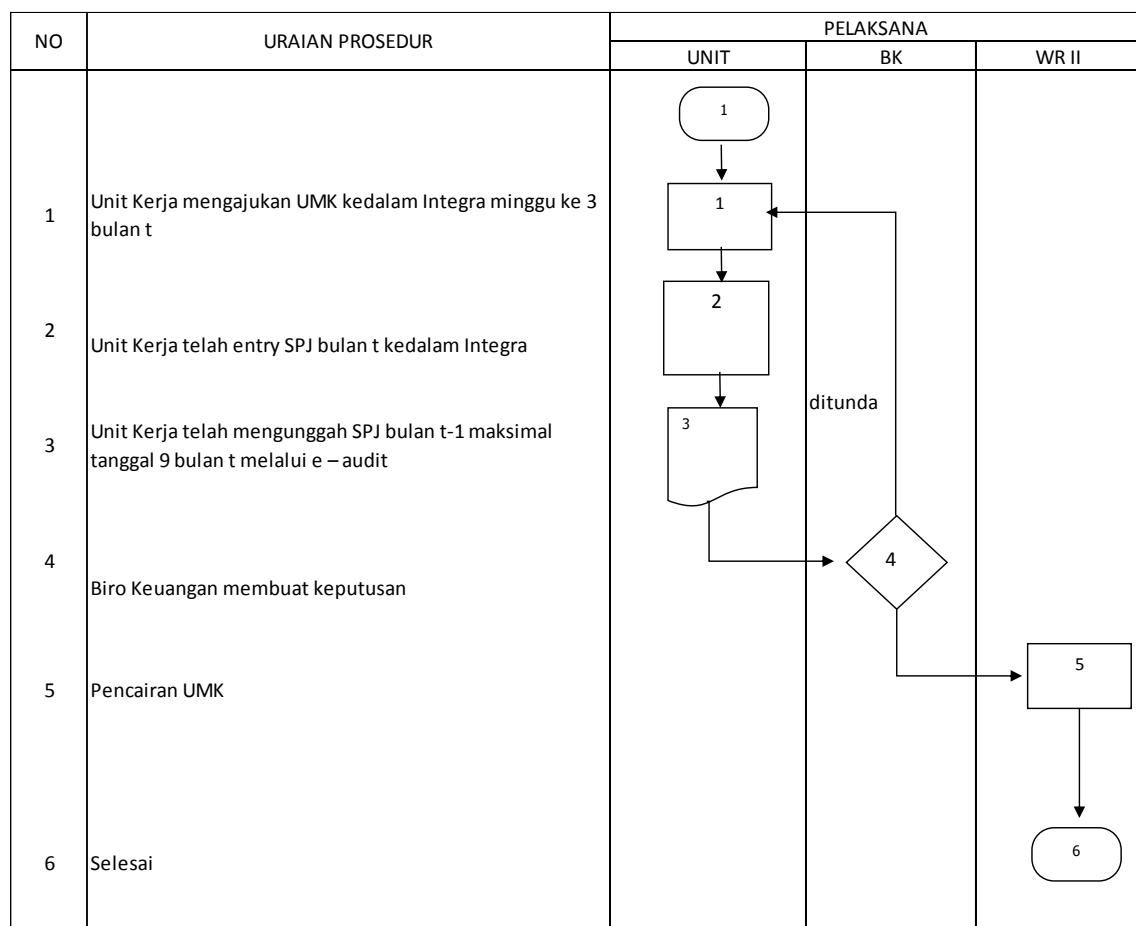 NO
URAIAN PROSEDUR
PELAKSANA
UNIT
BK
WR II
1
1
Unit Kerja mengajukan UMK kedalam Integra minggu ke 3
bulan t
1
2
Unit Kerja telah entry SPJ bulan t kedalam Integra
2
ditunda
3
Unit Kerja telah mengunggah SPJ bulan t-1 maksimal
tanggal 9 bulan t melalui e – audit
3
4
Biro Keuangan membuat keputusan
4
5
Pencairan UMK
5
6
Selesai
6